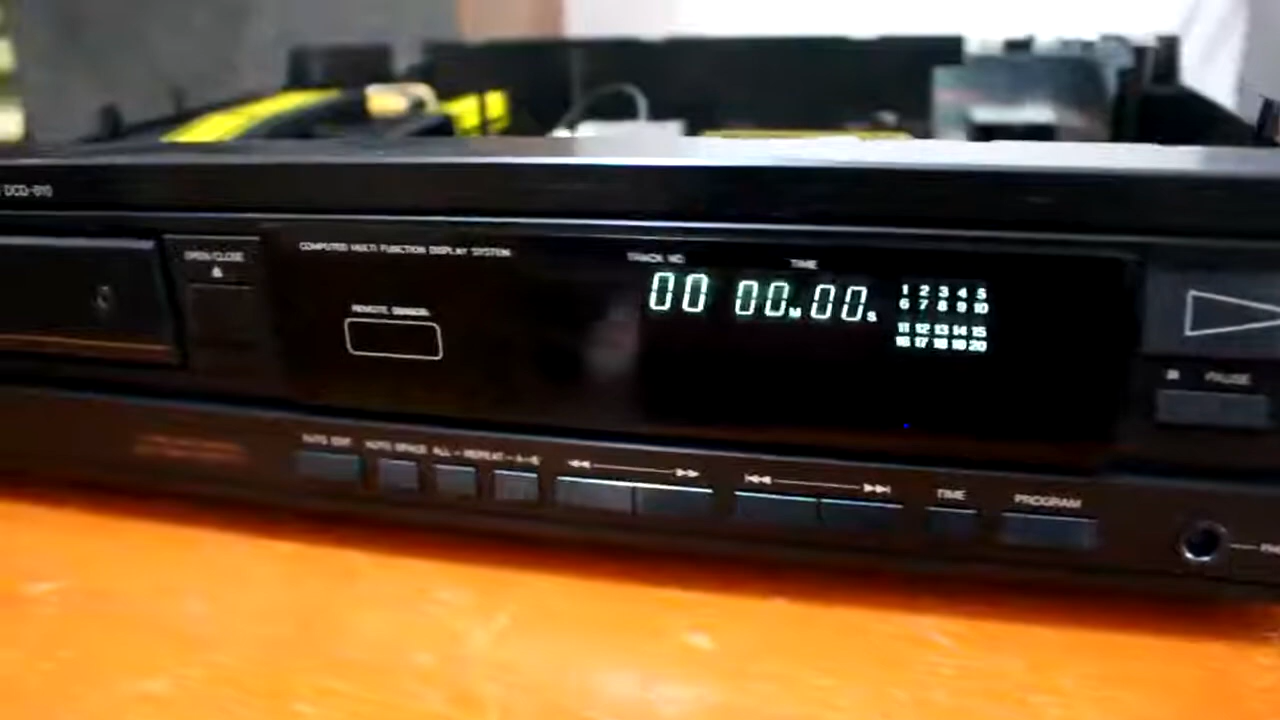 DCD-810
OPEN/CLOSE
COMPUTED MULTI FUNCTION DISPLAY SYSTEM
REMOTE SENSOR
TRACK NO. TIME
00 00M00S
1 2 3 4 5
6 7 8 9 10
11 12 13 14 15
16 17 18 19 20
PAUSE
AUTO EDIT AUTO SPACE ALL - REPEAT - A-B
TIME PROGRAM